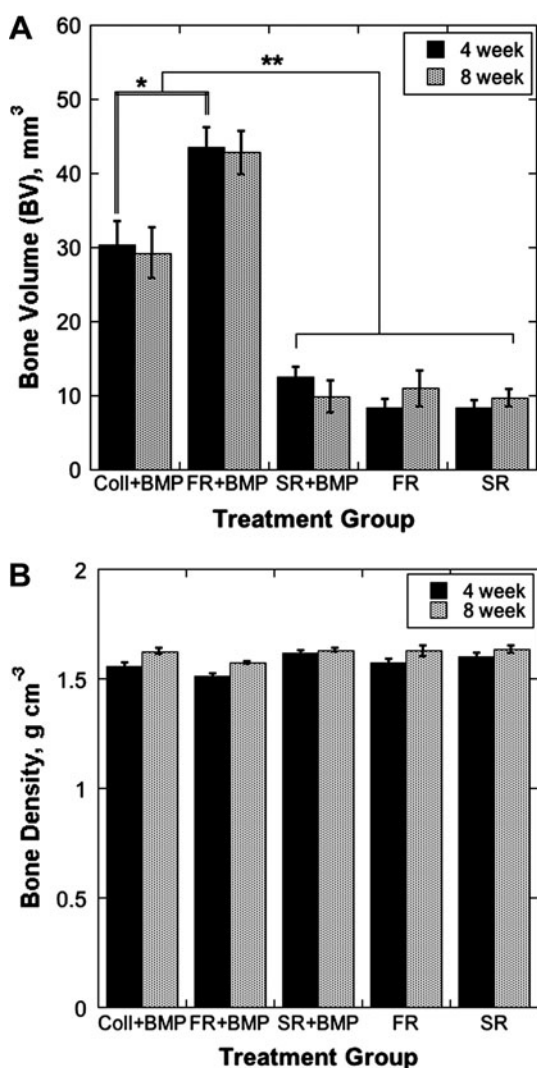 A
60
50
40
30
20
10
0
Bone Volume (BV), mm³
4 week
8 week
*
**
Coll+BMP FR+BMP SR+BMP FR SR
Treatment Group
B
2
1.5
1
0.5
0
Bone Density, g cm⁻³
4 week
8 week
Coll+BMP FR+BMP SR+BMP FR SR
Treatment Group